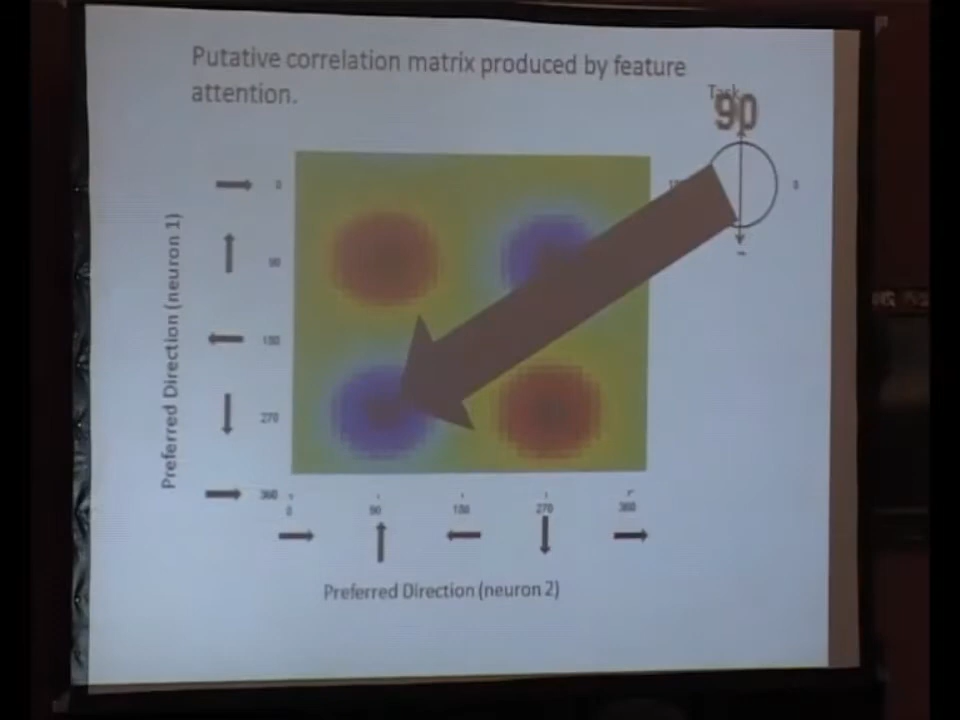 Putative correlation matrix produced by feature
attention.
Task
90
0
Preferred Direction (neuron 1)
0
90
180
270
360
0
90
180
270
360
Preferred Direction (neuron 2)